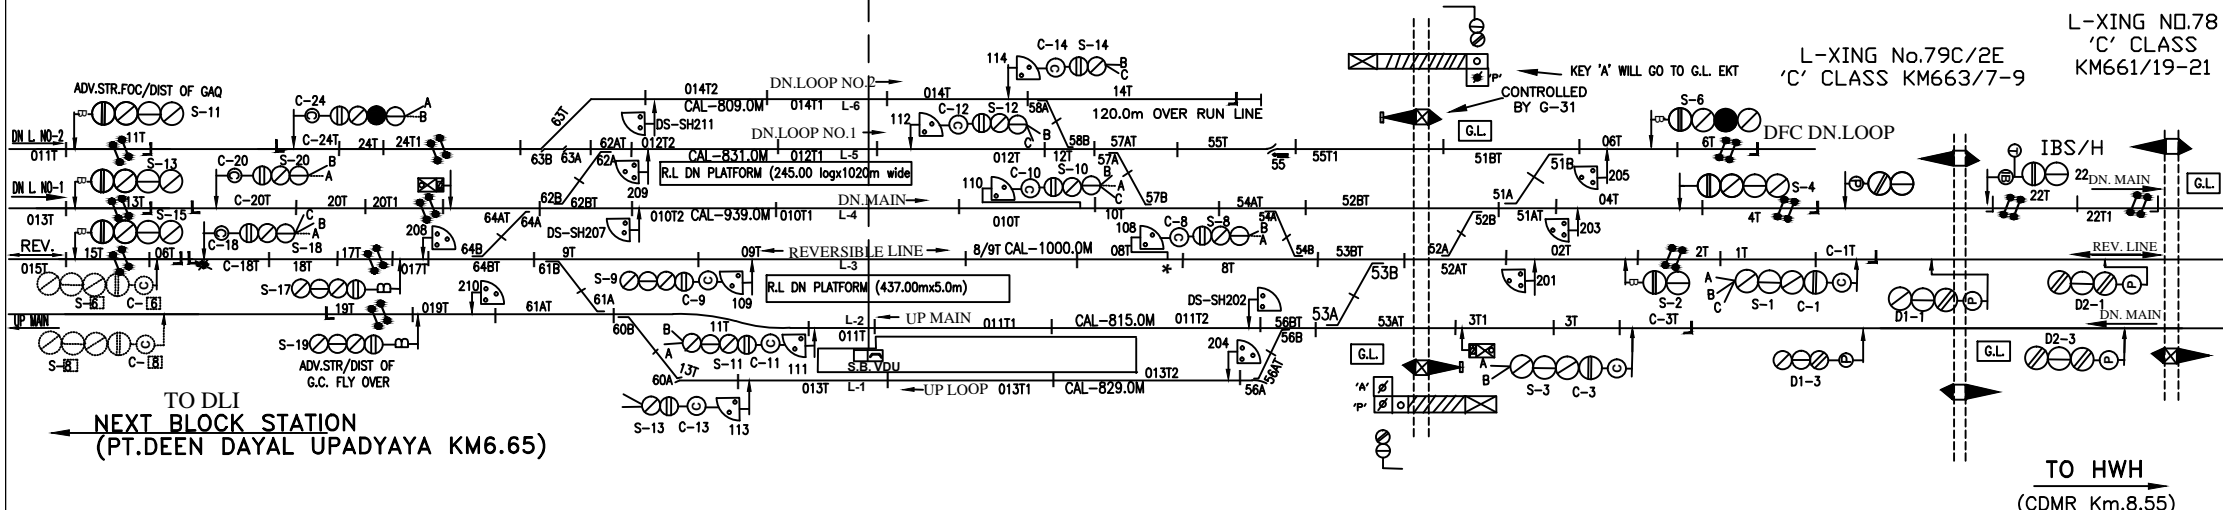 L-XING NO.78
'C' CLASS
KM661/19-21
L-XING No.79C/2E
'C' CLASS KM663/7-9
KEY 'A' WILL GO TO G.L. EKT
'P'
CONTROLLED
BY G-31
G.L.
ADV.STR.FOC/DIST OF GAQ
S-11
C-24
A
B
014T2
DN.LOOP NO.2
CAL-809.0M
014T1
L-6
014T
14T
114
C-14 S-14
B
C
120.0m OVER RUN LINE
58A
S-6
DFC DN.LOOP
IBS/H
DN L NO-2
011T
11T
C-24T
24T
24T1
63T
DS-SH211
DN.LOOP NO.1
112
C-12
S-12
B
C
63B
63A
62AT
62A
012T2
CAL-831.0M
012T1
L-5
012T
12T
58B
57AT
57A
55T
55
55T1
51BT
51B
06T
6T
S-13
C-20
S-20
B
A
R.L DN PLATFORM (245.00 logx1020m wide
209
110
C-10
S-10
A
C
205
S-4
P
B
22
DN. MAIN
G.L.
DN L NO-1
013T
13T
S-15
C-20T
20T
20T1
62B
62BT
010T2
CAL-939.0M
010T1
DN.MAIN
L-4
010T
10T
57B
54AT
54A
52BT
51A
51AT
04T
4T
22T
22T1
C-18
S-18
C
B
A
208
64AT
64A
64B
DS-SH207
108
C-8
S-8
B
A
54B
52B
52A
203
REV.
015T
15T
06T
C-18T
18T
17T
017T
64BT
61B
9T
09T
REVERSIBLE LINE
L-3
8/9T CAL-1000.0M
08T
*
8T
53BT
52AT
02T
2T
1T
C-1T
REV. LINE
S-6
C-6
S-17
B
210
61A
S-9
C-9
109
R.L DN PLATFORM (437.00mx5.0m)
DS-SH202
53B
201
S-2
A
B
C
S-1
C-1
D1-1
P
D2-1
P
UP MAIN
19T
019T
61AT
60B
L-2
UP MAIN
011T1
CAL-815.0M
011T2
56BT
56B
53A
53AT
3T1
3T
C-3T
DN. MAIN
S-8
C-8
S-19
B
ADV.STR/DIST OF
G.C. FLY OVER
B
A
11T
S-11
C-11
111
011T
S.B. VDU
204
G.L.
A
B
S-3
C-3
D1-3
P
G.L.
D2-3
P
13T
60A
013T
L-1
UP LOOP
013T1
CAL-829.0M
013T2
56A
56AT
'A'
'P'
S-13
C-13
113
TO DLI
NEXT BLOCK STATION
(PT.DEEN DAYAL UPADYAYA KM6.65)
TO HWH
(CDMR Km.8.55)